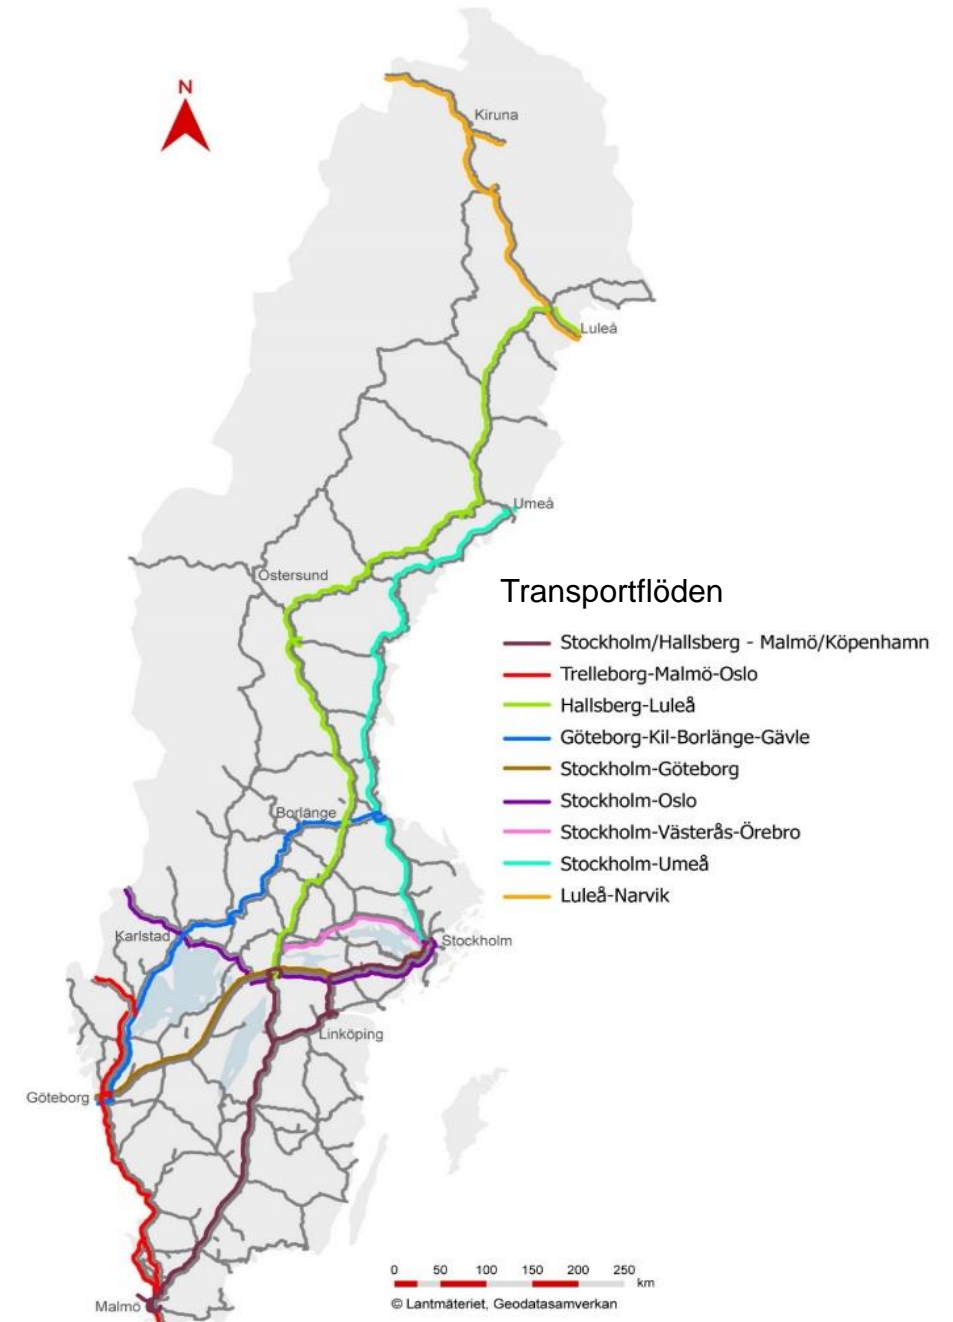 N
Kiruna
Luleå
Umeå
Östersund
Transportflöden
Stockholm/Hallsberg - Malmö/Köpenhamn
Trelleborg-Malmö-Oslo
Hallsberg-Luleå
Göteborg-Kil-Borlänge-Gävle
Stockholm-Göteborg
Stockholm-Oslo
Stockholm-Västerås-Örebro
Stockholm-Umeå
Luleå-Narvik
Borlänge
Karlstad
Stockholm
Linköping
Göteborg
Malmö
0 50 100 150 200 250
km
© Lantmäteriet, Geodatasamverkan